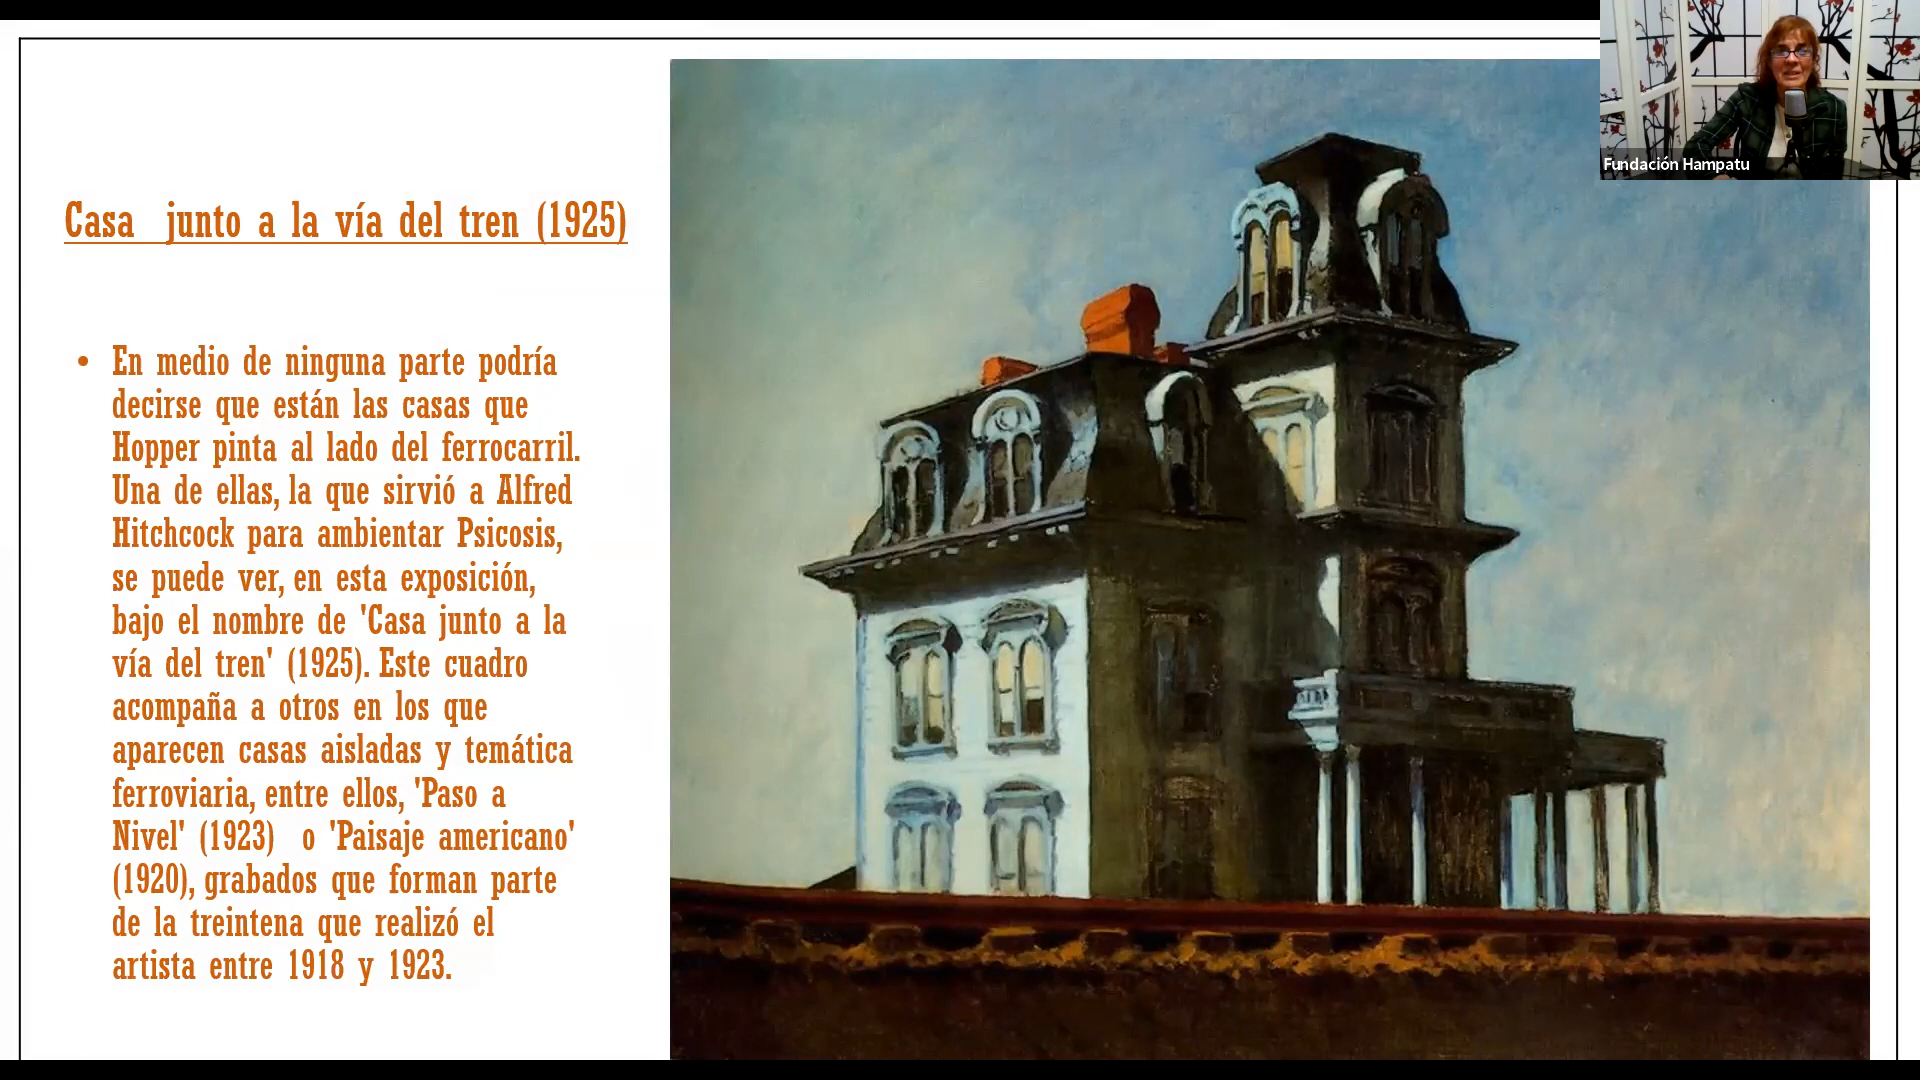 Fundación Hampatu
Casa junto a la vía del tren (1925)
• En medio de ninguna parte podría
decirse que están las casas que
Hopper pinta al lado del ferrocarril.
Una de ellas, la que sirvió a Alfred
Hitchcock para ambientar Psicosis,
se puede ver, en esta exposición,
bajo el nombre de 'Casa junto a la
vía del tren' (1925). Este cuadro
acompaña a otros en los que
aparecen casas aisladas y temática
ferroviaria, entre ellos, 'Paso a
Nivel' (1923) o 'Paisaje americano'
(1920), grabados que forman parte
de la treintena que realizó el
artista entre 1918 y 1923.